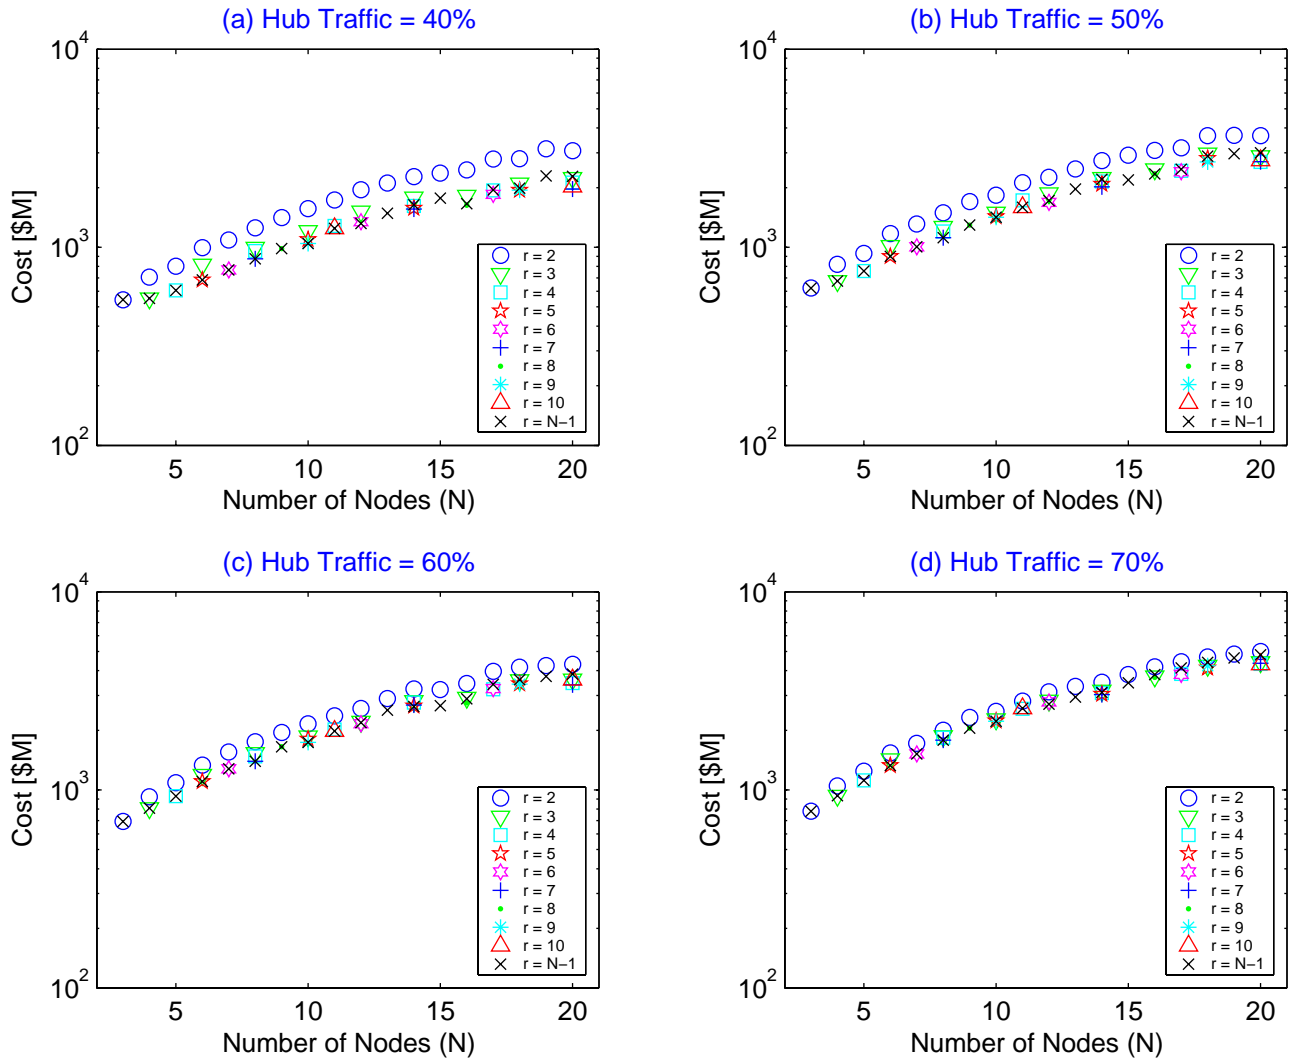 (a) Hub Traffic = 40%
10^4
10^3
10^2
Cost [$M]
5 10 15 20
Number of Nodes (N)
r = 2
r = 3
r = 4
r = 5
r = 6
r = 7
r = 8
r = 9
r = 10
r = N−1
(b) Hub Traffic = 50%
10^4
10^3
10^2
Cost [$M]
5 10 15 20
Number of Nodes (N)
r = 2
r = 3
r = 4
r = 5
r = 6
r = 7
r = 8
r = 9
r = 10
r = N−1
(c) Hub Traffic = 60%
10^4
10^3
10^2
Cost [$M]
5 10 15 20
Number of Nodes (N)
r = 2
r = 3
r = 4
r = 5
r = 6
r = 7
r = 8
r = 9
r = 10
r = N−1
(d) Hub Traffic = 70%
10^4
10^3
10^2
Cost [$M]
5 10 15 20
Number of Nodes (N)
r = 2
r = 3
r = 4
r = 5
r = 6
r = 7
r = 8
r = 9
r = 10
r = N−1